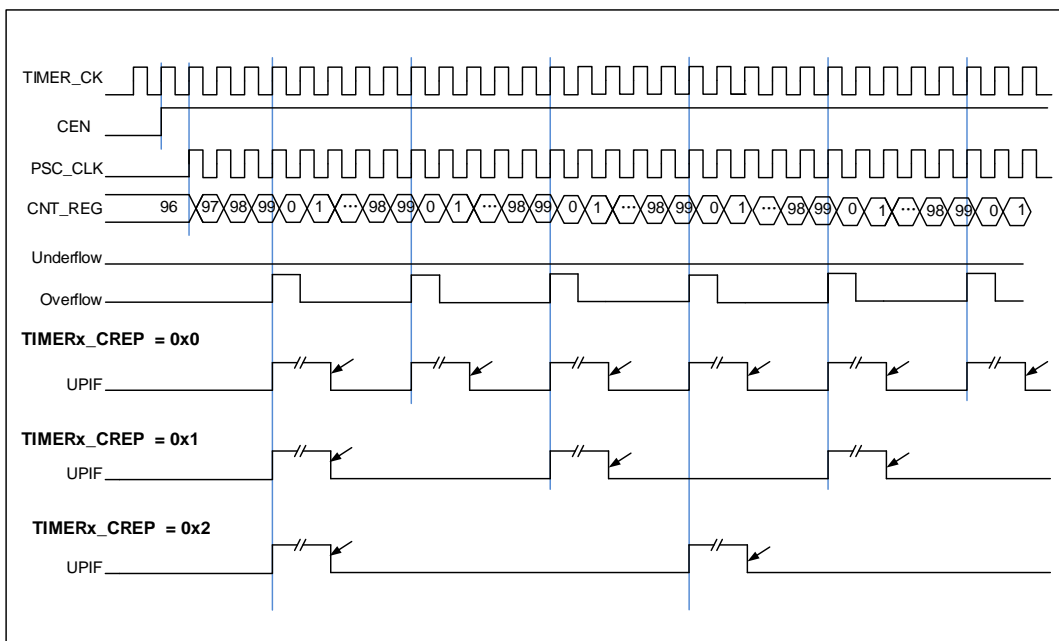 TIMER_CK
CEN
PSC_CLK
CNT_REG 96 97 98 99 0 1 ... 98 99 0 1 ... 98 99 0 1 ... 98 99 0 1 ... 98 99 0 1 ... 98 99 0 1
Underflow
Overflow
TIMERx_CREP = 0x0
UPIF // // // // // //
TIMERx_CREP = 0x1
UPIF // // //
TIMERx_CREP = 0x2
UPIF // //